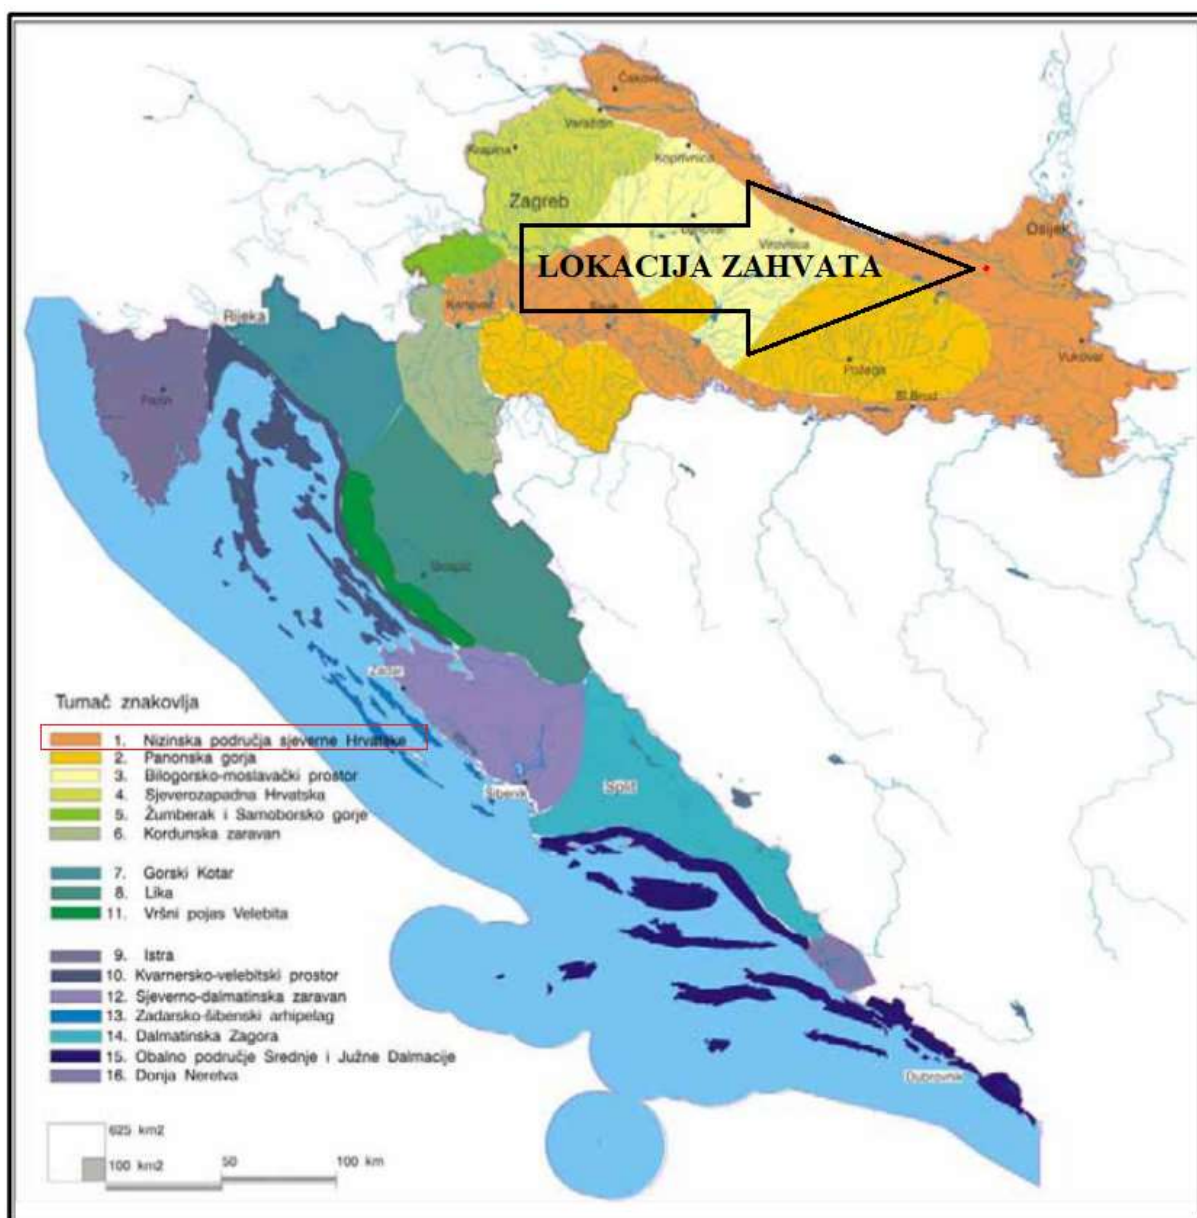 Čakovec
Varaždin
Krapina
Koprivnica
Zagreb
Bjelovar
Virovitica
Osijek
LOKACIJA ZAHVATA
Karlovac
Sisak
Rijeka
Vukovar
Požega
Sl.Brod
Pazin
Gospić
Zadar
Tumač znakovlja
1. Nizinska područja sjeverne Hrvatske
2. Panonska gorja
3. Bilogorsko-moslavački prostor
4. Sjeverozapadna Hrvatska
5. Žumberak i Samoborsko gorje
6. Kordunska zaravan
Šibenik
Split
7. Gorski Kotar
8. Lika
11. Vršni pojas Velebita
9. Istra
10. Kvarnersko-velebitski prostor
12. Sjeverno-dalmatinska zaravan
13. Zadarsko-šibenski arhipelag
14. Dalmatinska Zagora
15. Obalno područje Srednje i Južne Dalmacije
16. Donja Neretva
Dubrovnik
625 km2
100 km2
50
100 km